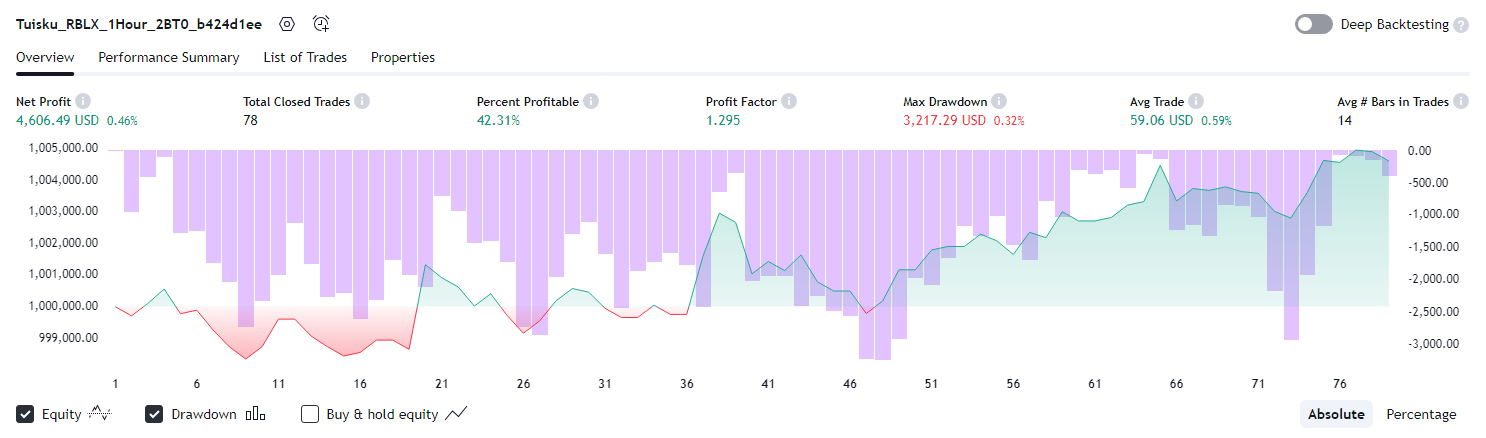 Tuisku_RBLX_1Hour_2BT0_b424d1ee Deep Backtesting ?
Overview Performance Summary List of Trades Properties
Net Profit i Total Closed Trades i Percent Profitable i Profit Factor i Max Drawdown i Avg Trade i Avg # Bars in Trades i
4,606.49 USD 0.46% 78 42.31% 1.295 3,217.29 USD 0.32% 59.06 USD 0.59% 14
1,005,000.00 0.00
1,004,000.00 -500.00
1,003,000.00 -1,000.00
1,002,000.00 -1,500.00
1,001,000.00 -2,000.00
1,000,000.00 -2,500.00
999,000.00 -3,000.00
1 6 11 16 21 26 31 36 41 46 51 56 61 66 71 76
Equity Drawdown Buy & hold equity Absolute Percentage